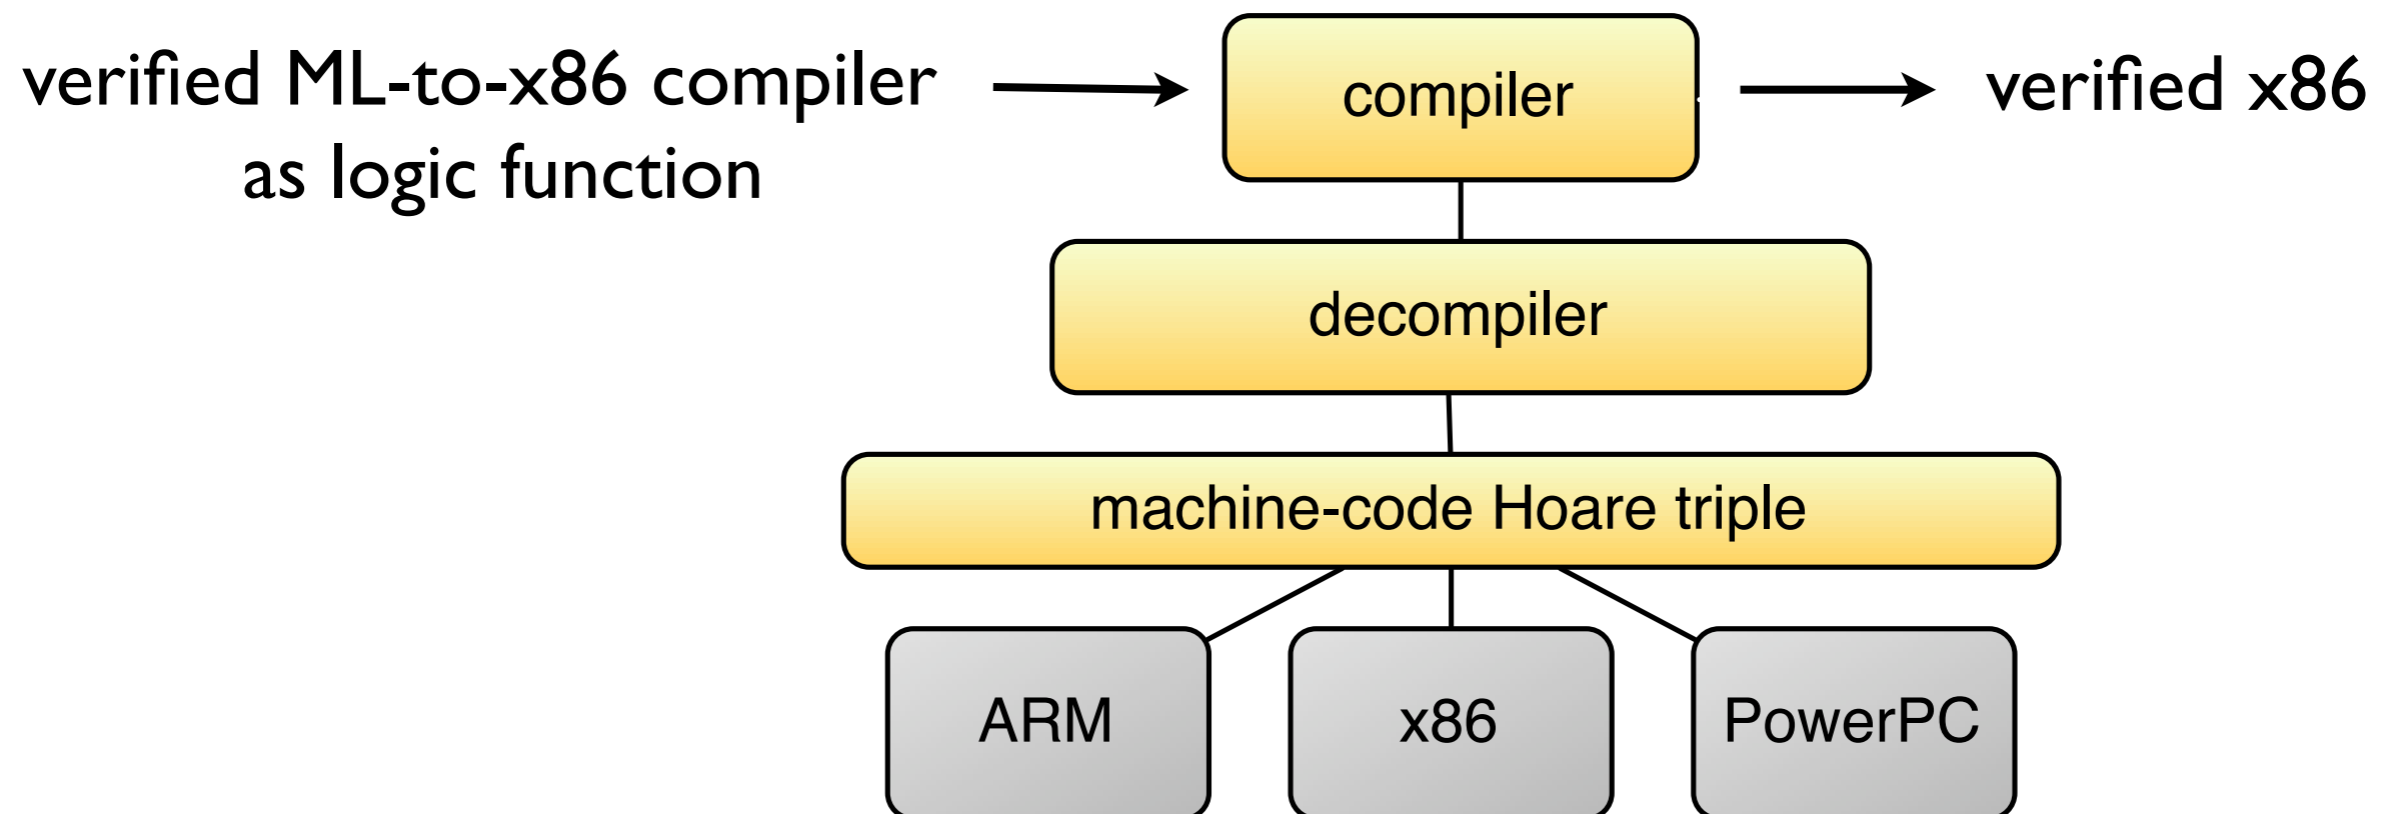 verified ML-to-x86 compiler
as logic function
compiler
verified x86
decompiler
machine-code Hoare triple
ARM
x86
PowerPC